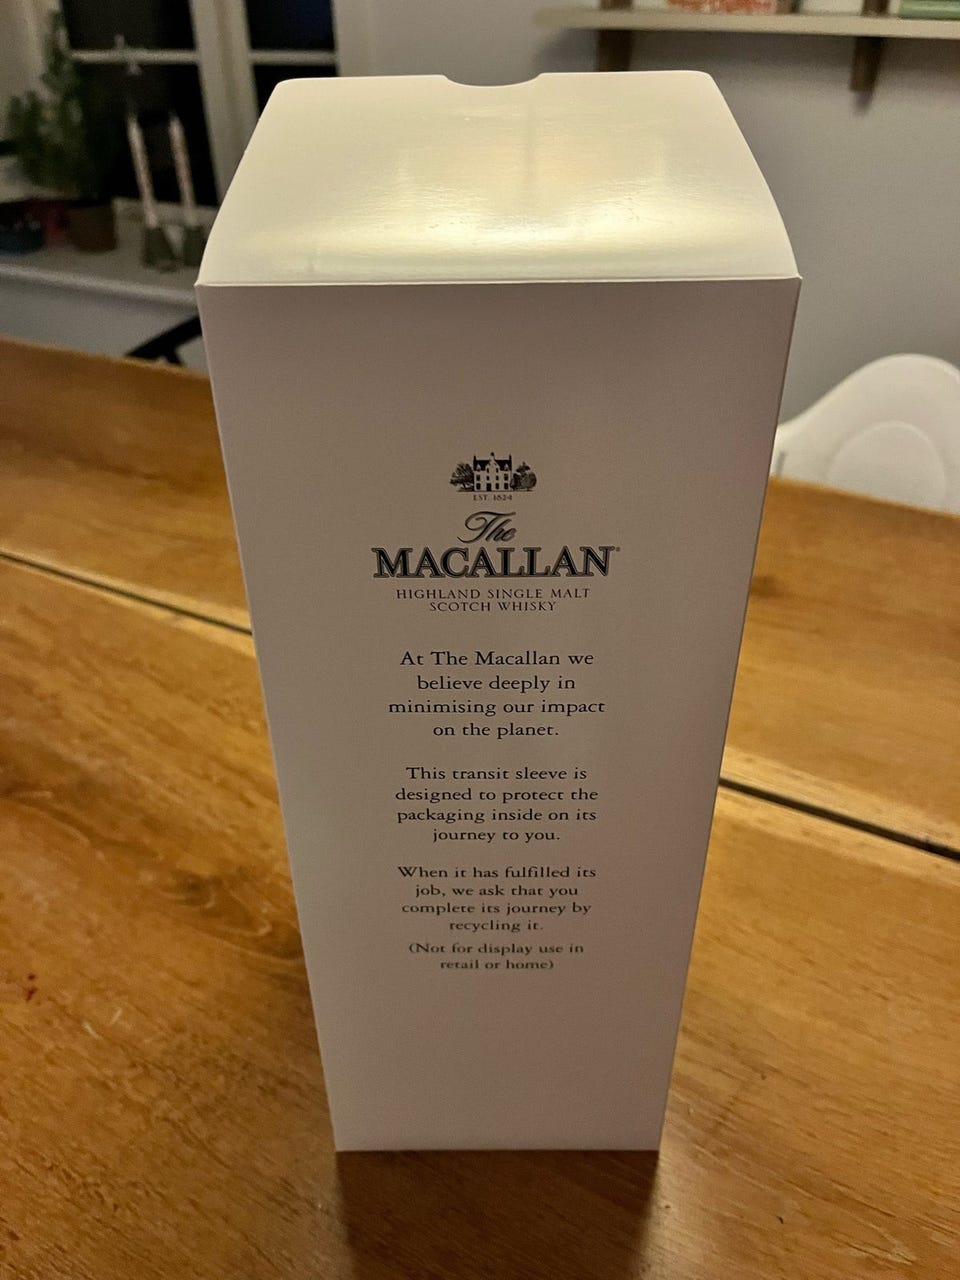 EST. 1824
The
MACALLAN
HIGHLAND SINGLE MALT
SCOTCH WHISKY
At The Macallan we
believe deeply in
minimising our impact
on the planet.
This transit sleeve is
designed to protect the
packaging inside on its
journey to you.
When it has fulfilled its
job, we ask that you
complete its journey by
recycling it.
(Not for display use in
retail or home)